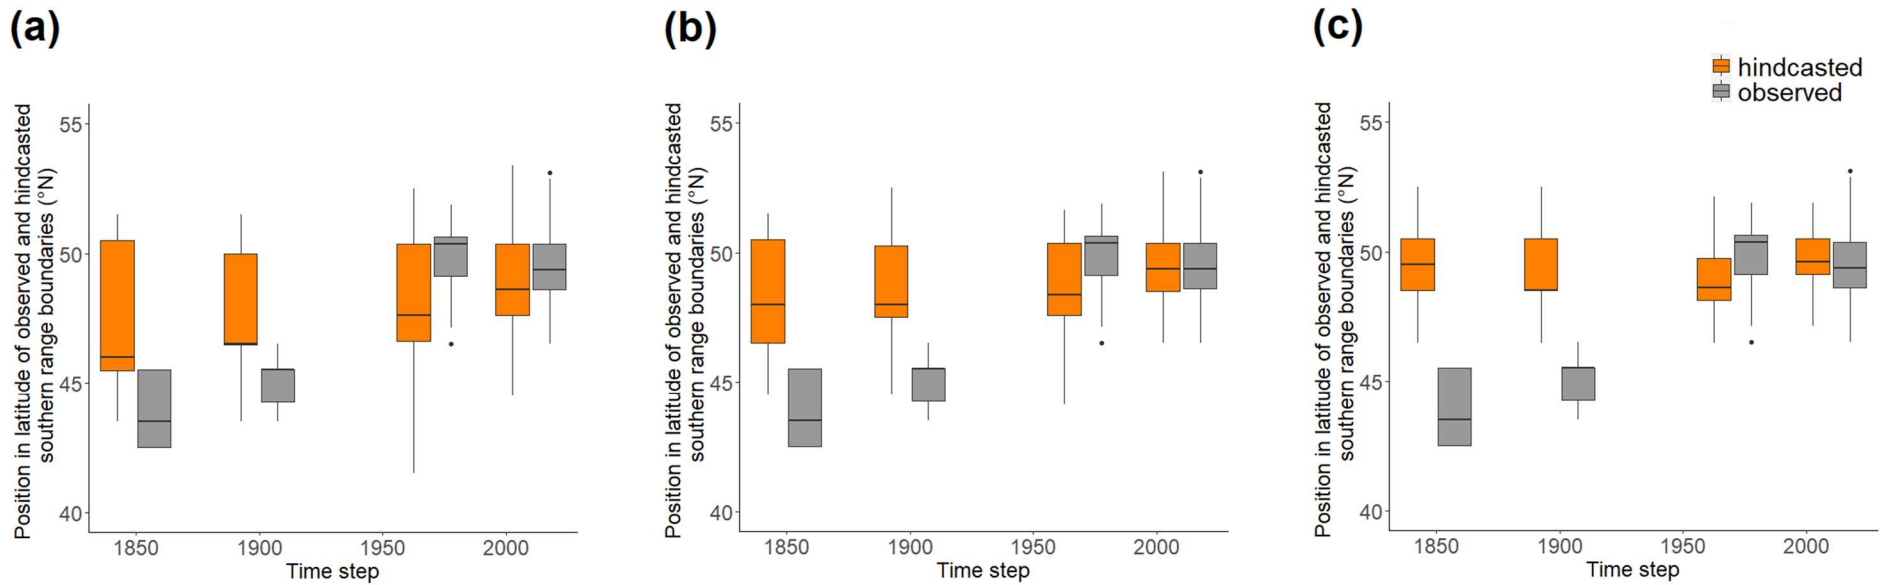 (a)
Position in latitude of observed and hindcasted
southern range boundaries (°N)
55
50
45
40
1850 1900 1950 2000
Time step
(b)
Position in latitude of observed and hindcasted
southern range boundaries (°N)
55
50
45
40
1850 1900 1950 2000
Time step
(c)
hindcasted
observed
Position in latitude of observed and hindcasted
southern range boundaries (°N)
55
50
45
40
1850 1900 1950 2000
Time step